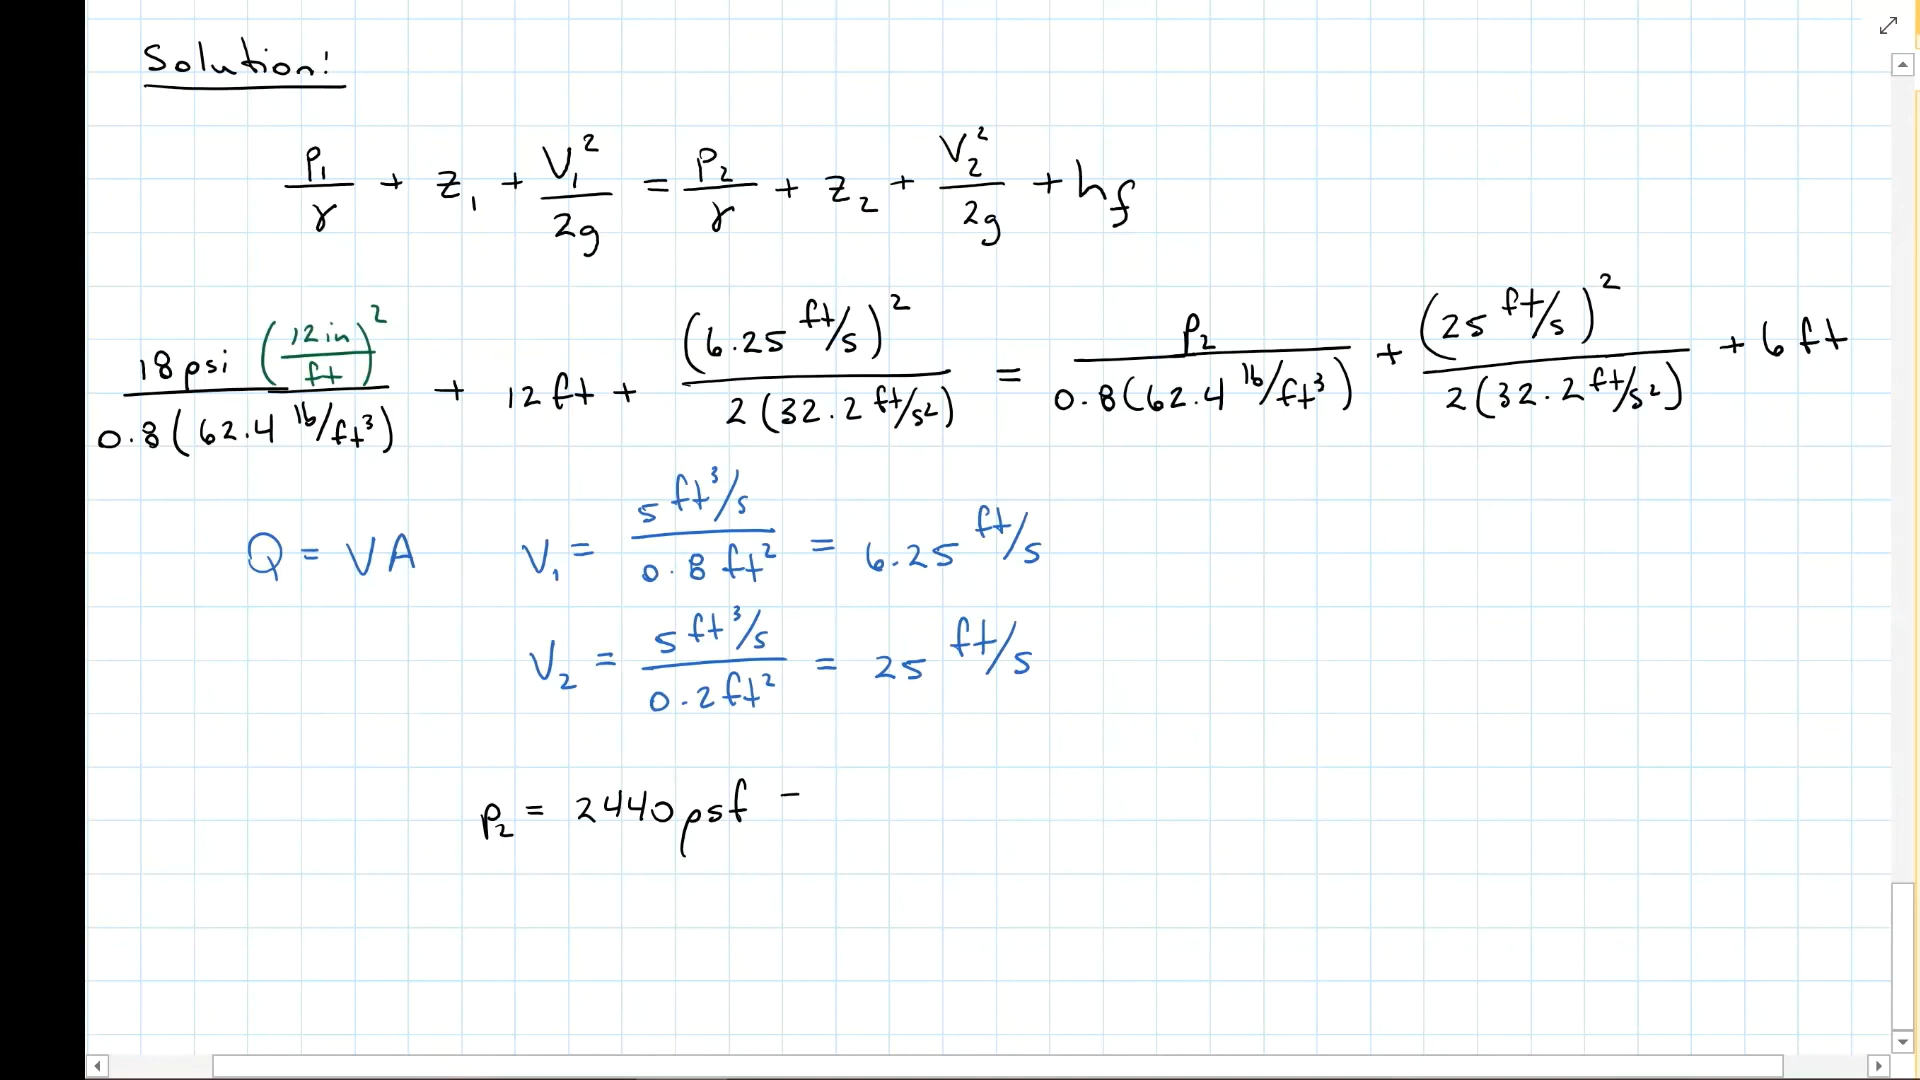 Solution:
p₁/γ + z₁ + V₁²/2g = p₂/γ + z₂ + V₂²/2g + hf
18 psi (12 in/ft)²/0.8(62.4 lb/ft³) + 12 ft + (6.25 ft/s)²/2(32.2 ft/s²) = p₂/0.8(62.4 lb/ft³) + (25 ft/s)²/2(32.2 ft/s²) + 6 ft
Q = VA V₁ = 5 ft³/s/0.8 ft² = 6.25 ft/s
V₂ = 5 ft³/s/0.2 ft² = 25 ft/s
p₂ = 2440 psf -